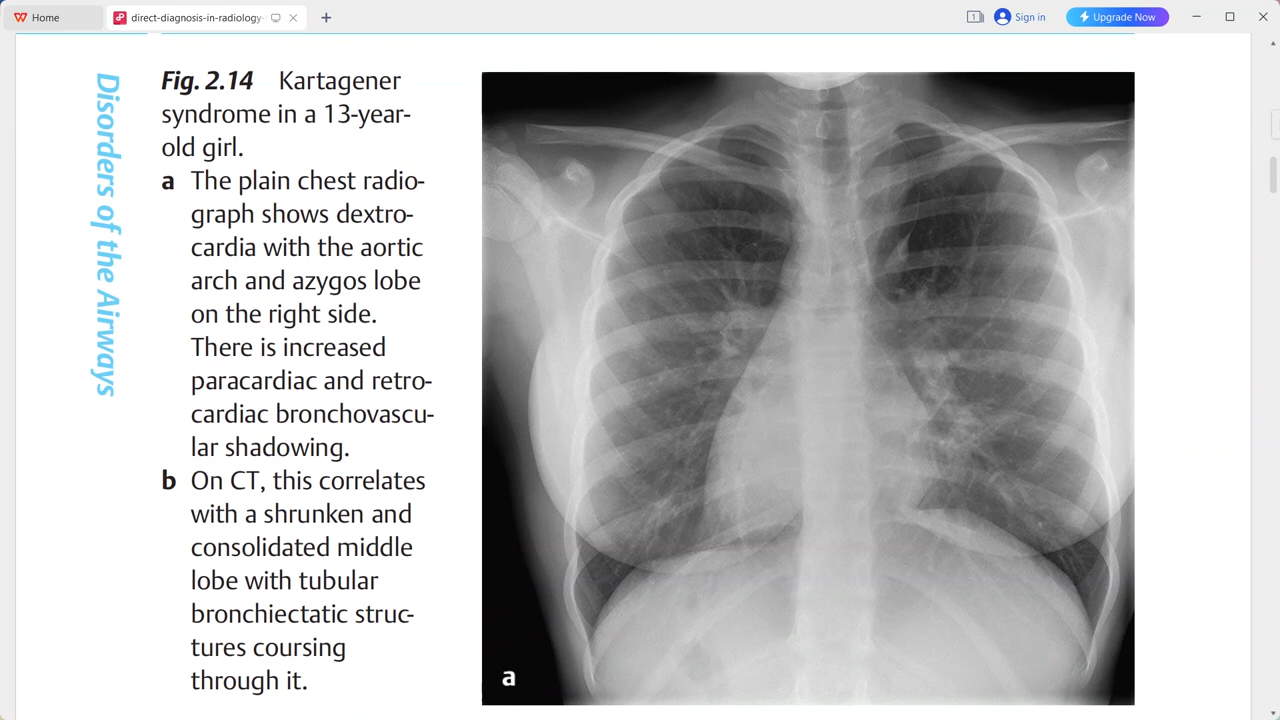 Home
direct-diagnosis-in-radiology-
1
Sign in
Upgrade Now
Disorders of the Airways
Fig. 2.14 Kartagener
syndrome in a 13-year-
old girl.
a The plain chest radio-
graph shows dextro-
cardia with the aortic
arch and azygos lobe
on the right side.
There is increased
paracardiac and retro-
cardiac bronchovascu-
lar shadowing.
b On CT, this correlates
with a shrunken and
consolidated middle
lobe with tubular
bronchiectatic struc-
tures coursing
through it.
a